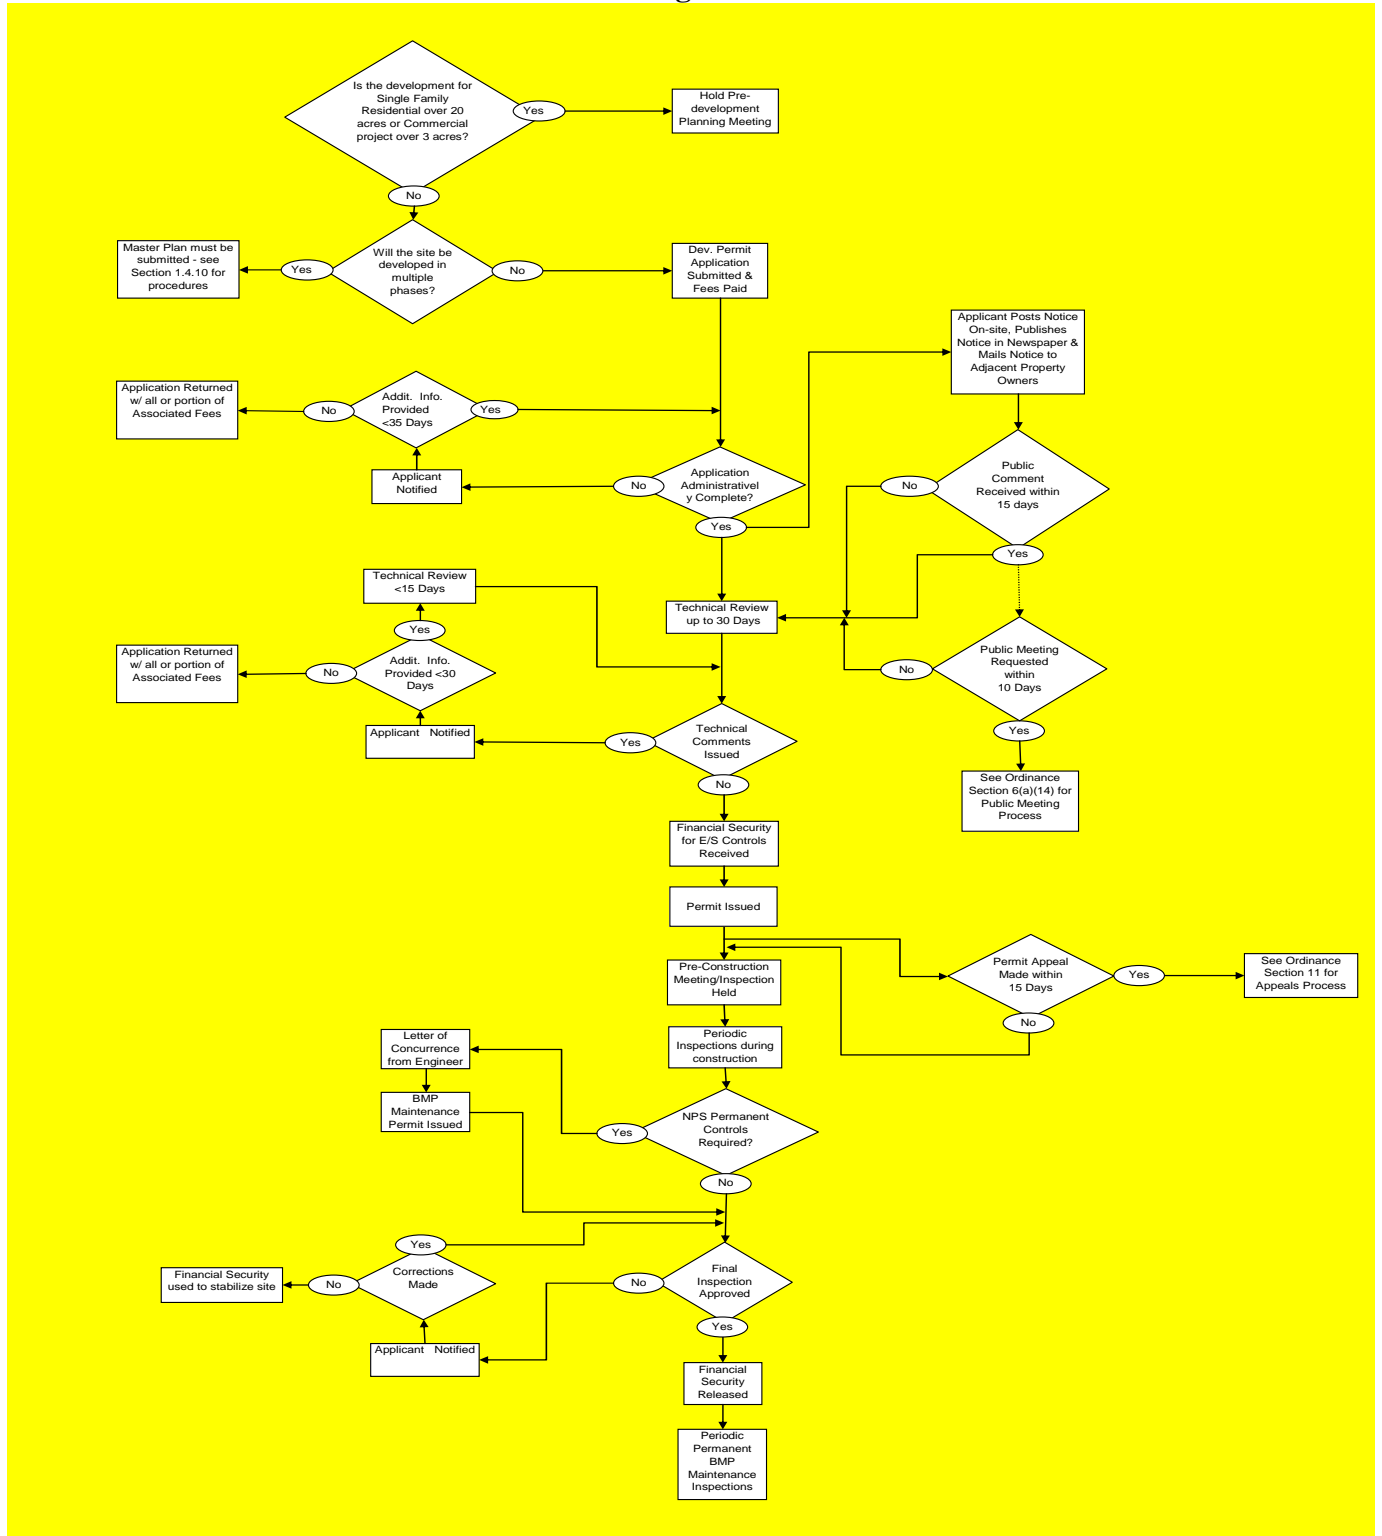 Is the development for
Single Family
Residential over 20
acres or Commercial
project over 3 acres?
Yes
Hold Pre-
development
Planning Meeting
No
Master Plan must be
submitted - see
Section 1.4.10 for
procedures
Yes
Will the site be
developed in
multiple
phases?
No
Dev. Permit
Application
Submitted &
Fees Paid
Applicant Posts Notice
On-site, Publishes
Notice in Newspaper &
Mails Notice to
Adjacent Property
Owners
Application Returned
w/ all or portion of
Associated Fees
No
Addit. Info.
Provided
<35 Days
Yes
Applicant
Notified
No
Application
Administrativel
y Complete?
Yes
No
Public
Comment
Received within
15 days
Yes
Technical Review
<15 Days
Yes
Technical Review
up to 30 Days
Application Returned
w/ all or portion of
Associated Fees
No
Addit. Info.
Provided <30
Days
No
Public Meeting
Requested
within
10 Days
Yes
Applicant Notified
Yes
Technical
Comments
Issued
No
See Ordinance
Section 6(a)(14) for
Public Meeting
Process
Financial Security
for E/S Controls
Received
Permit Issued
Pre-Construction
Meeting/Inspection
Held
Permit Appeal
Made within
15 Days
Yes
See Ordinance
Section 11 for
Appeals Process
No
Letter of
Concurrence
from Engineer
Periodic
Inspections during
construction
BMP
Maintenance
Permit Issued
Yes
NPS Permanent
Controls
Required?
No
Yes
Financial Security
used to stabilize site
No
Corrections
Made
No
Final
Inspection
Approved
Yes
Applicant Notified
Financial
Security
Released
Periodic
Permanent
BMP
Maintenance
Inspections